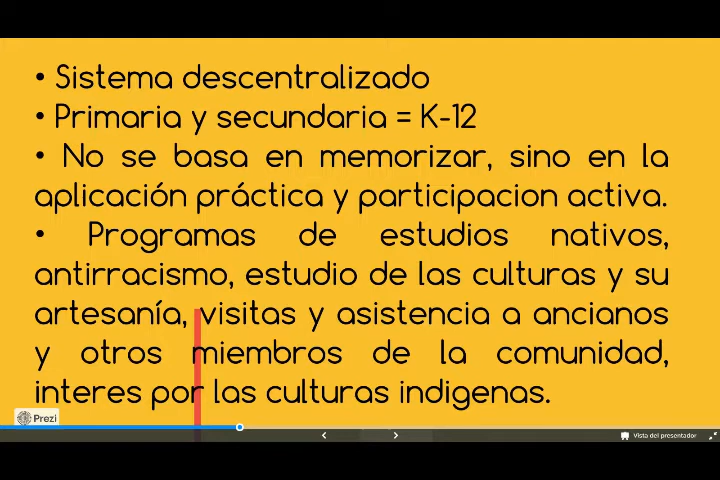 • Sistema descentralizado
• Primaria y secundaria = K-12
• No se basa en memorizar, sino en la
aplicación práctica y participacion activa.
• Programas de estudios nativos,
antirracismo, estudio de las culturas y su
artesanía, visitas y asistencia a ancianos
y otros miembros de la comunidad,
interes por las culturas indigenas.
Prezi
Vista del presentador